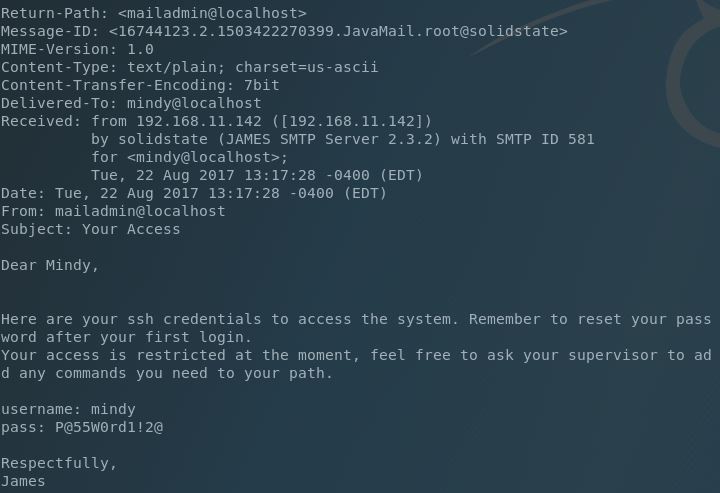 Return-Path: <mailadmin@localhost>
Message-ID: <16744123.2.1503422270399.JavaMail.root@solidstate>
MIME-Version: 1.0
Content-Type: text/plain; charset=us-ascii
Content-Transfer-Encoding: 7bit
Delivered-To: mindy@localhost
Received: from 192.168.11.142 ([192.168.11.142])
          by solidstate (JAMES SMTP Server 2.3.2) with SMTP ID 581
          for <mindy@localhost>;
          Tue, 22 Aug 2017 13:17:28 -0400 (EDT)
Date: Tue, 22 Aug 2017 13:17:28 -0400 (EDT)
From: mailadmin@localhost
Subject: Your Access
Dear Mindy,
Here are your ssh credentials to access the system. Remember to reset your pass
word after your first login.
Your access is restricted at the moment, feel free to ask your supervisor to ad
d any commands you need to your path.
username: mindy
pass: P@55W0rd1!2@
Respectfully,
James